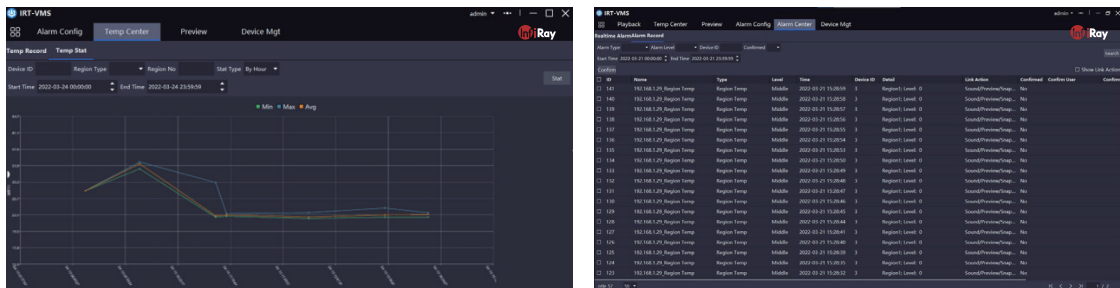 IRT-VMS
admin
Alarm Config Temp Center Preview Device Mgt
InfiRay
Temp Record Temp Stat
Device ID Region Type Region No Stat Type By Hour
Stat
Start Time 2022-03-24 00:00:00 End Time 2022-03-24 23:59:59
Min Max Avg
IRT-VMS
admin
Playback Temp Center Preview Alarm Config Alarm Center Device Mgt
InfiRay
Realtime Alarm Alarm Record
Alarm Type Alarm Level Device ID Confirmed
Start Time 2022-03-21 00:00:00 End Time 2022-03-21 23:59:59
Search
Confirm Show Link Action
ID Name Type Level Time Device ID Detail Link Action Confirmed Confirm User Confirm
141 192.168.1.29_Region Temp Region Temp Middle 2022-03-21 15:28:59 3 Region1; Level: 0 Sound/Preview/Snap... No
140 192.168.1.29_Region Temp Region Temp Middle 2022-03-21 15:28:58 3 Region1; Level: 0 Sound/Preview/Snap... No
139 192.168.1.29_Region Temp Region Temp Middle 2022-03-21 15:28:57 3 Region1; Level: 0 Sound/Preview/Snap... No
138 192.168.1.29_Region Temp Region Temp Middle 2022-03-21 15:28:56 3 Region1; Level: 0 Sound/Preview/Snap... No
137 192.168.1.29_Region Temp Region Temp Middle 2022-03-21 15:28:55 3 Region1; Level: 0 Sound/Preview/Snap... No
136 192.168.1.29_Region Temp Region Temp Middle 2022-03-21 15:28:54 3 Region1; Level: 0 Sound/Preview/Snap... No
135 192.168.1.29_Region Temp Region Temp Middle 2022-03-21 15:28:53 3 Region1; Level: 0 Sound/Preview/Snap... No
134 192.168.1.29_Region Temp Region Temp Middle 2022-03-21 15:28:50 3 Region1; Level: 0 Sound/Preview/Snap... No
133 192.168.1.29_Region Temp Region Temp Middle 2022-03-21 15:28:49 3 Region1; Level: 0 Sound/Preview/Snap... No
132 192.168.1.29_Region Temp Region Temp Middle 2022-03-21 15:28:48 3 Region1; Level: 0 Sound/Preview/Snap... No
131 192.168.1.29_Region Temp Region Temp Middle 2022-03-21 15:28:47 3 Region1; Level: 0 Sound/Preview/Snap... No
130 192.168.1.29_Region Temp Region Temp Middle 2022-03-21 15:28:46 3 Region1; Level: 0 Sound/Preview/Snap... No
129 192.168.1.29_Region Temp Region Temp Middle 2022-03-21 15:28:45 3 Region1; Level: 0 Sound/Preview/Snap... No
128 192.168.1.29_Region Temp Region Temp Middle 2022-03-21 15:28:44 3 Region1; Level: 0 Sound/Preview/Snap... No
127 192.168.1.29_Region Temp Region Temp Middle 2022-03-21 15:28:41 3 Region1; Level: 0 Sound/Preview/Snap... No
126 192.168.1.29_Region Temp Region Temp Middle 2022-03-21 15:28:40 3 Region1; Level: 0 Sound/Preview/Snap... No
125 192.168.1.29_Region Temp Region Temp Middle 2022-03-21 15:28:39 3 Region1; Level: 0 Sound/Preview/Snap... No
124 192.168.1.29_Region Temp Region Temp Middle 2022-03-21 15:28:35 3 Region1; Level: 0 Sound/Preview/Snap... No
123 192.168.1.29_Region Temp Region Temp Middle 2022-03-21 15:28:32 3 Region1; Level: 0 Sound/Preview/Snap... No
50 1 / 2